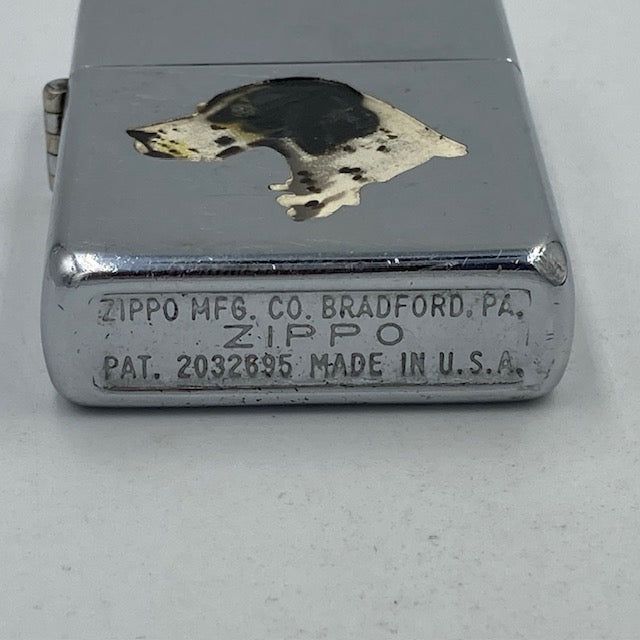 ZIPPO MFG. CO. BRADFORD, PA.
ZIPPO
PAT. 2032695 MADE IN U.S.A.